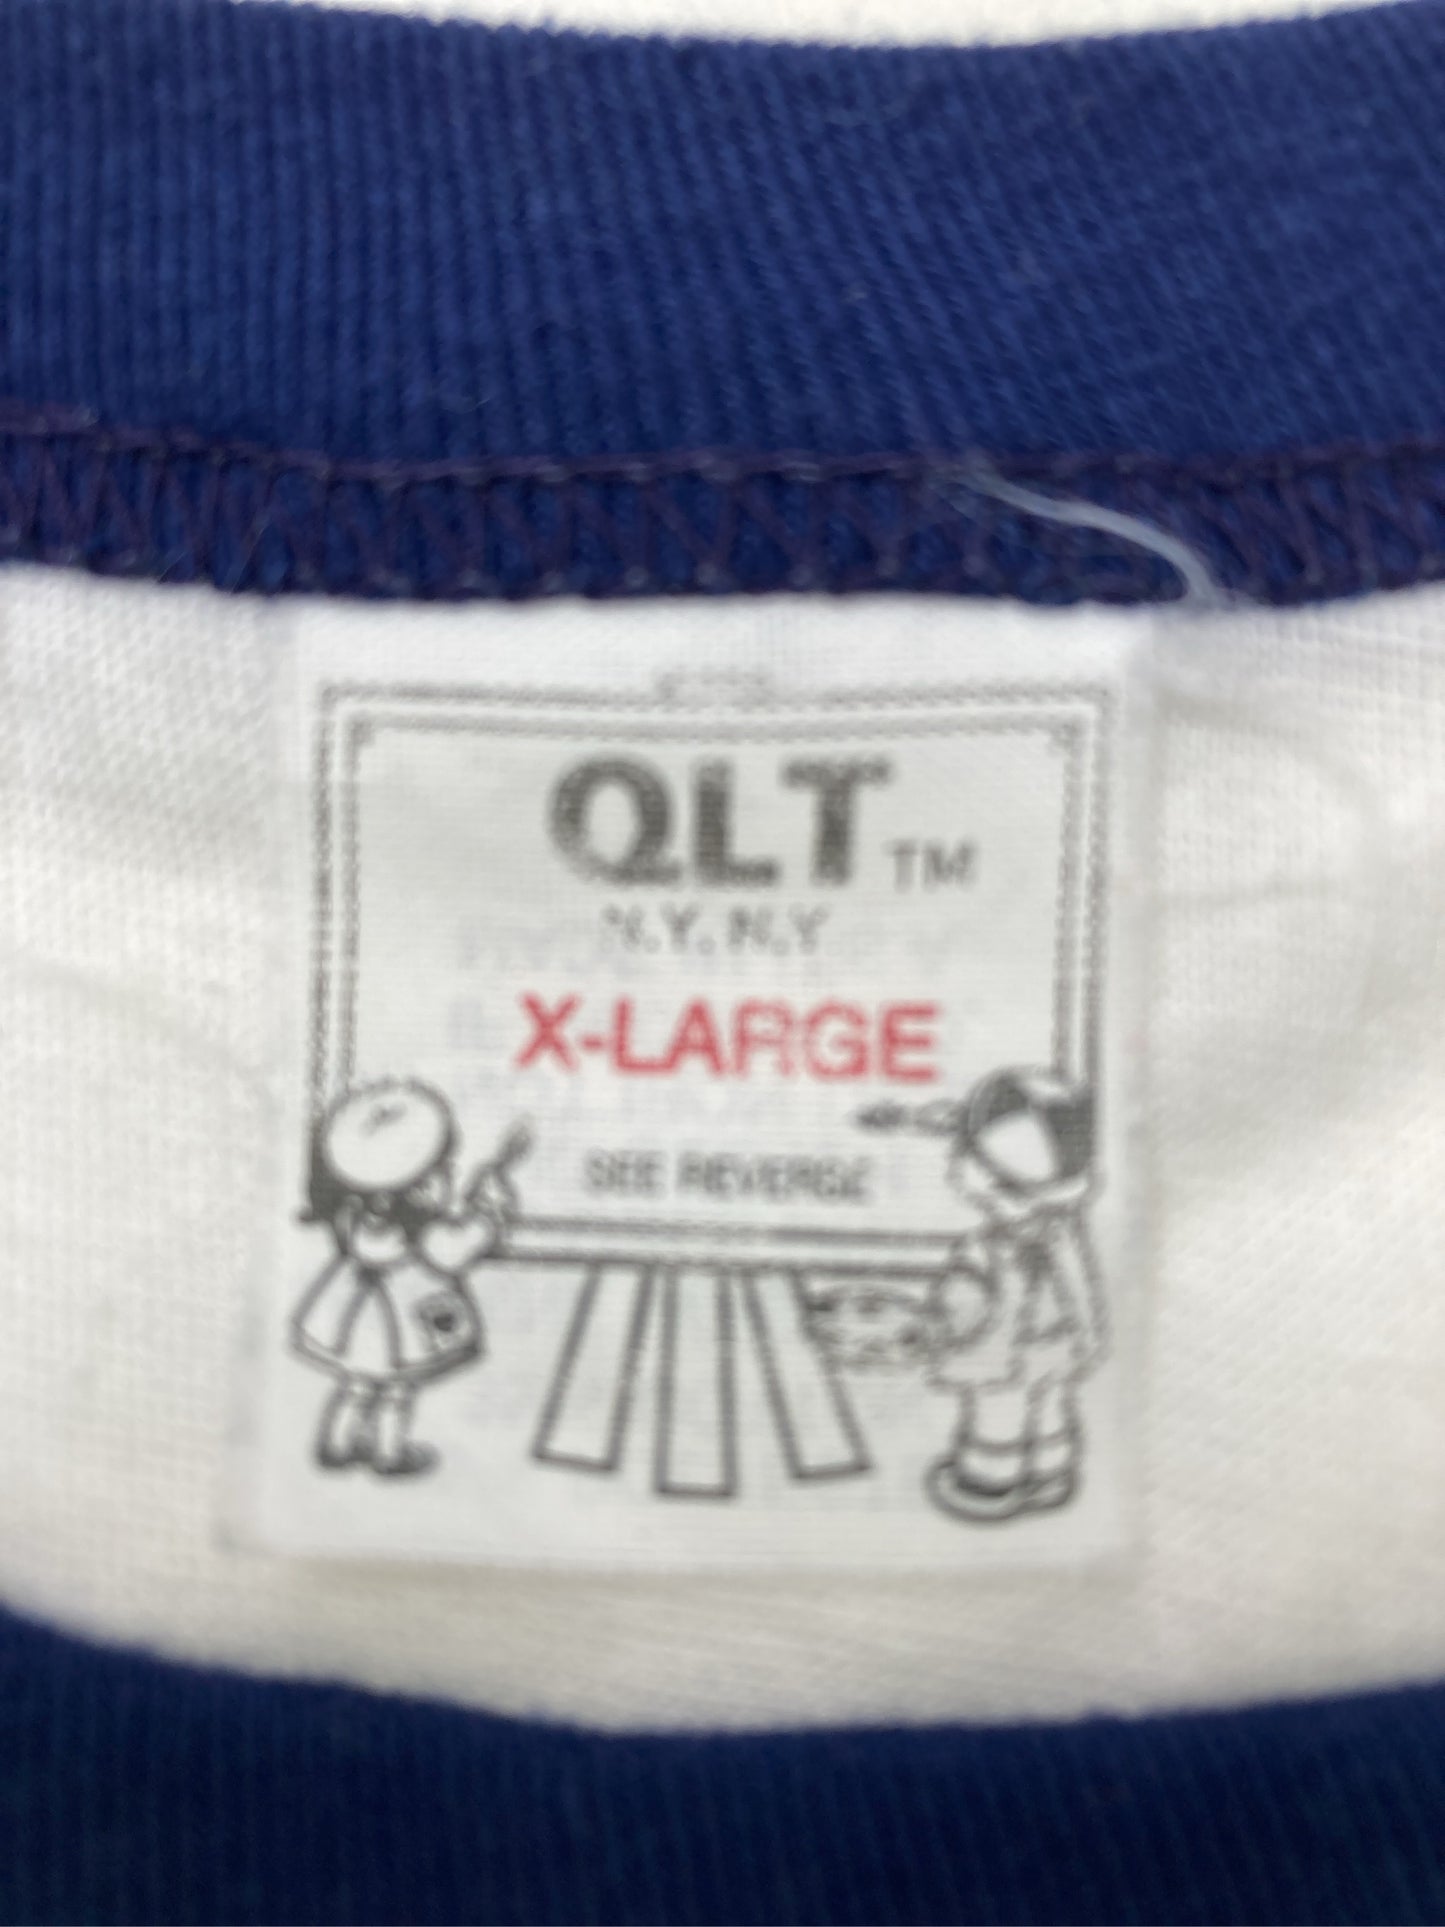 QLT TM
N.Y. N.Y
X-LARGE
SEE REVERSE